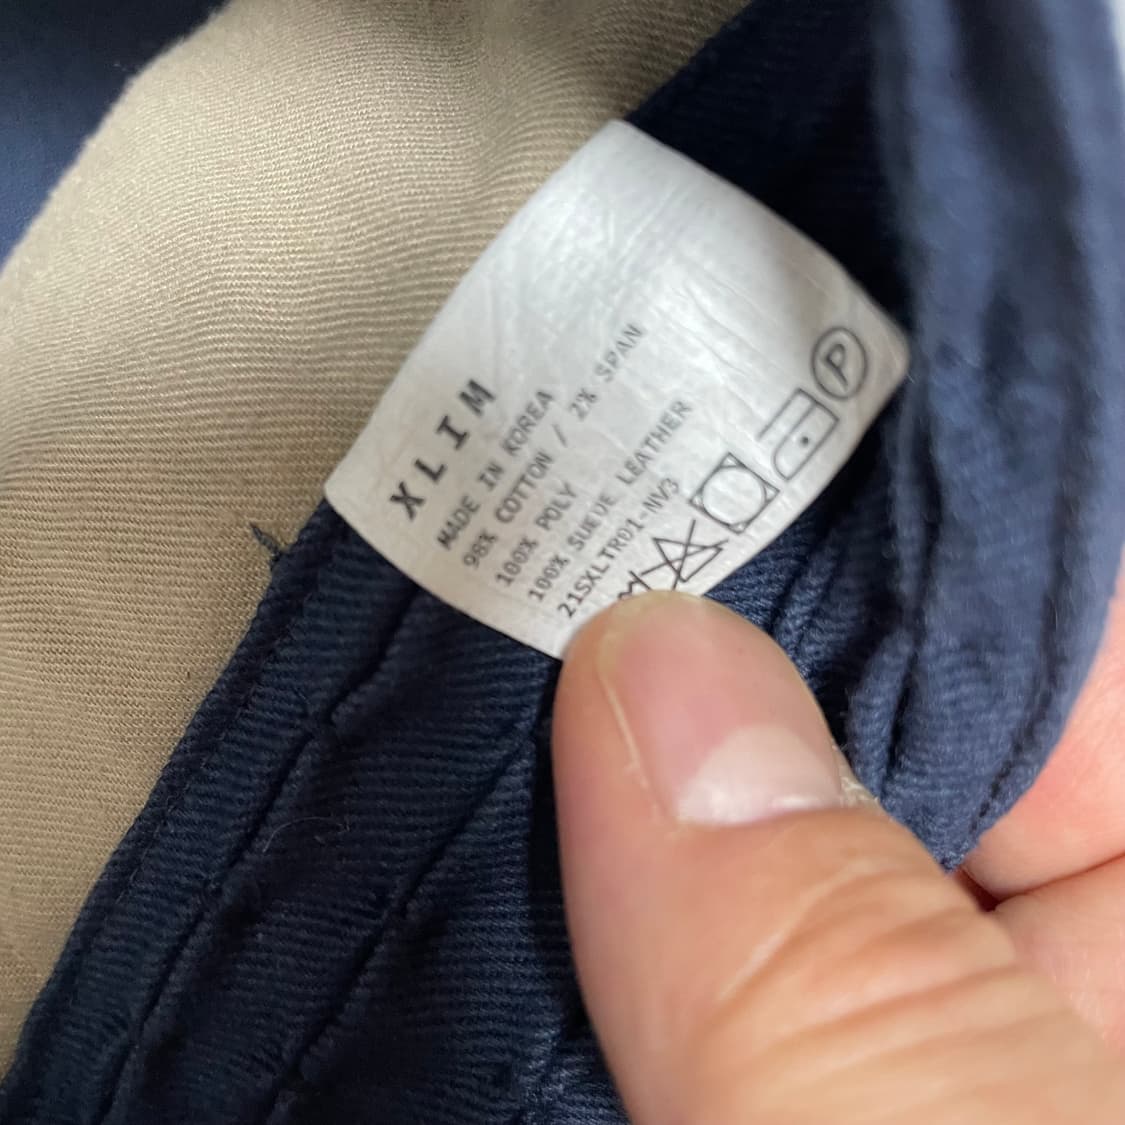 XLIM
MADE IN KOREA
98% COTTON / 2% SPAN
100% POLY
100% SUEDE LEATHER
21SXLTR01-NV3
P